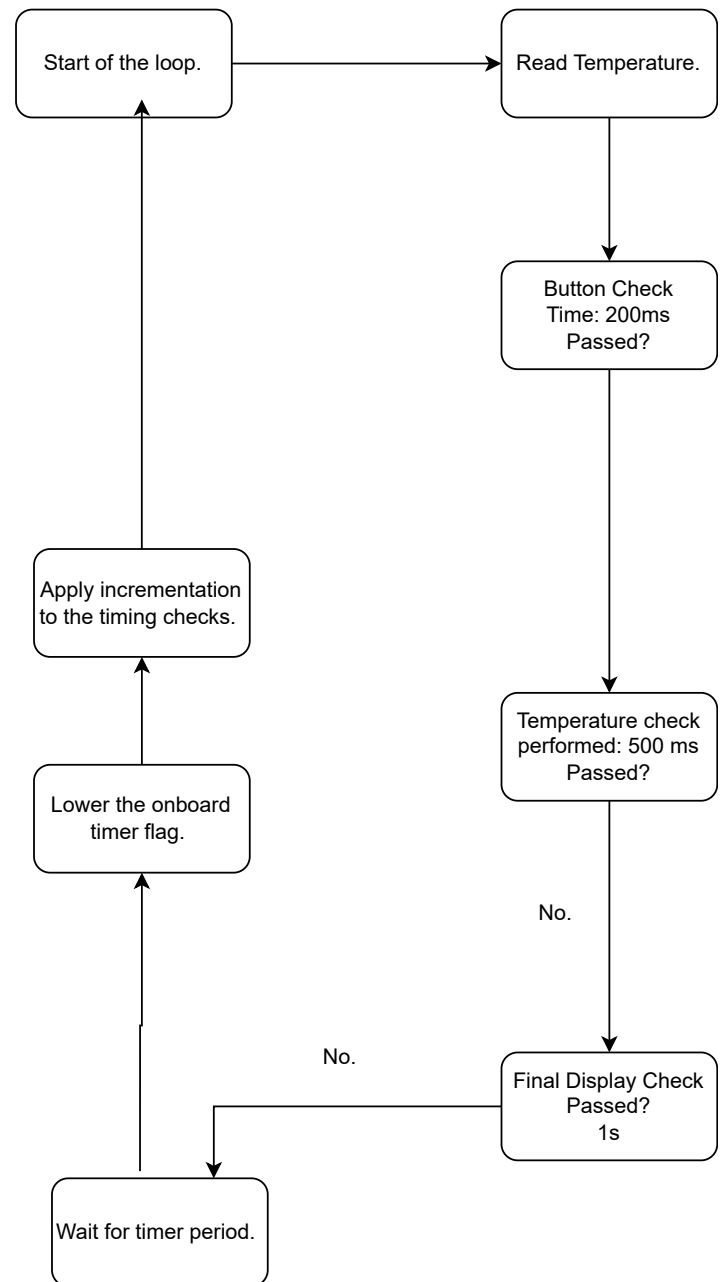 Start of the loop.
Read Temperature.
Button Check
Time: 200ms
Passed?
Apply incrementation
to the timing checks.
Temperature check
performed: 500 ms
Passed?
Lower the onboard
timer flag.
No.
No.
Final Display Check
Passed?
1s
Wait for timer period.